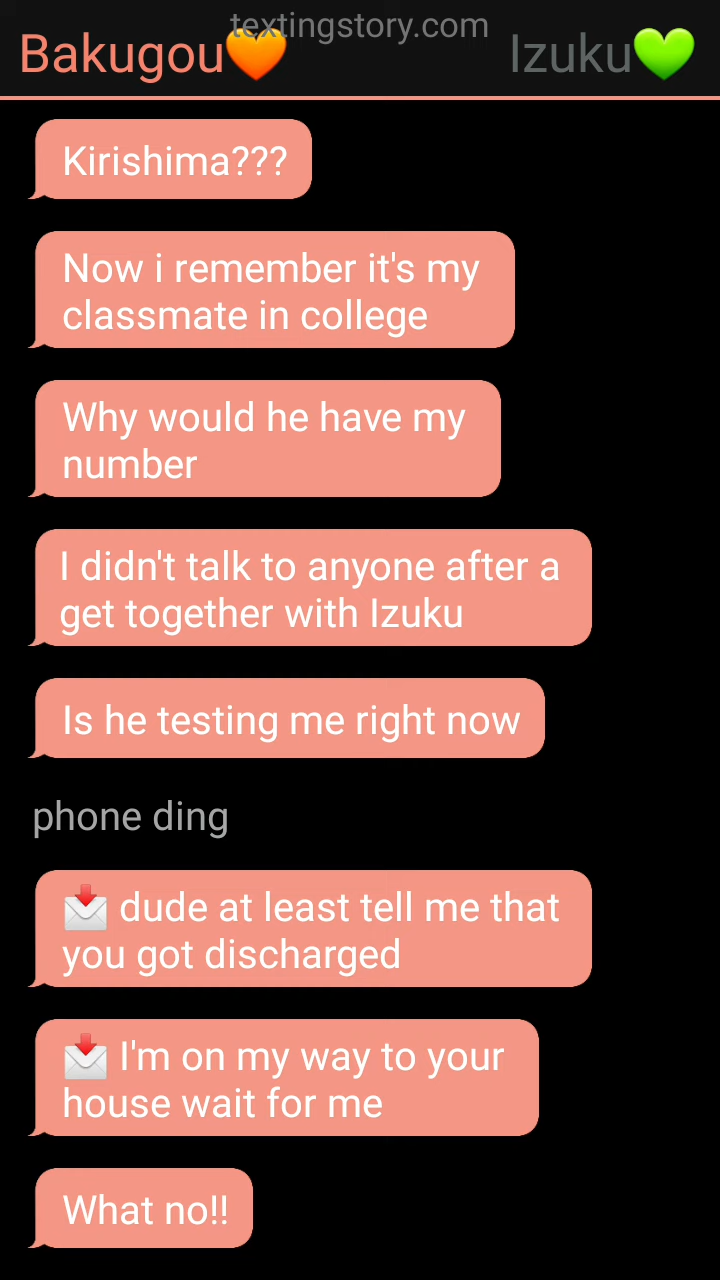 textingstory.com
Bakugou🧡 Izuku💚
Kirishima???
Now i remember it's my
classmate in college
Why would he have my
number
I didn't talk to anyone after a
get together with Izuku
Is he testing me right now
phone ding
📩 dude at least tell me that
you got discharged
📩 I'm on my way to your
house wait for me
What no!!